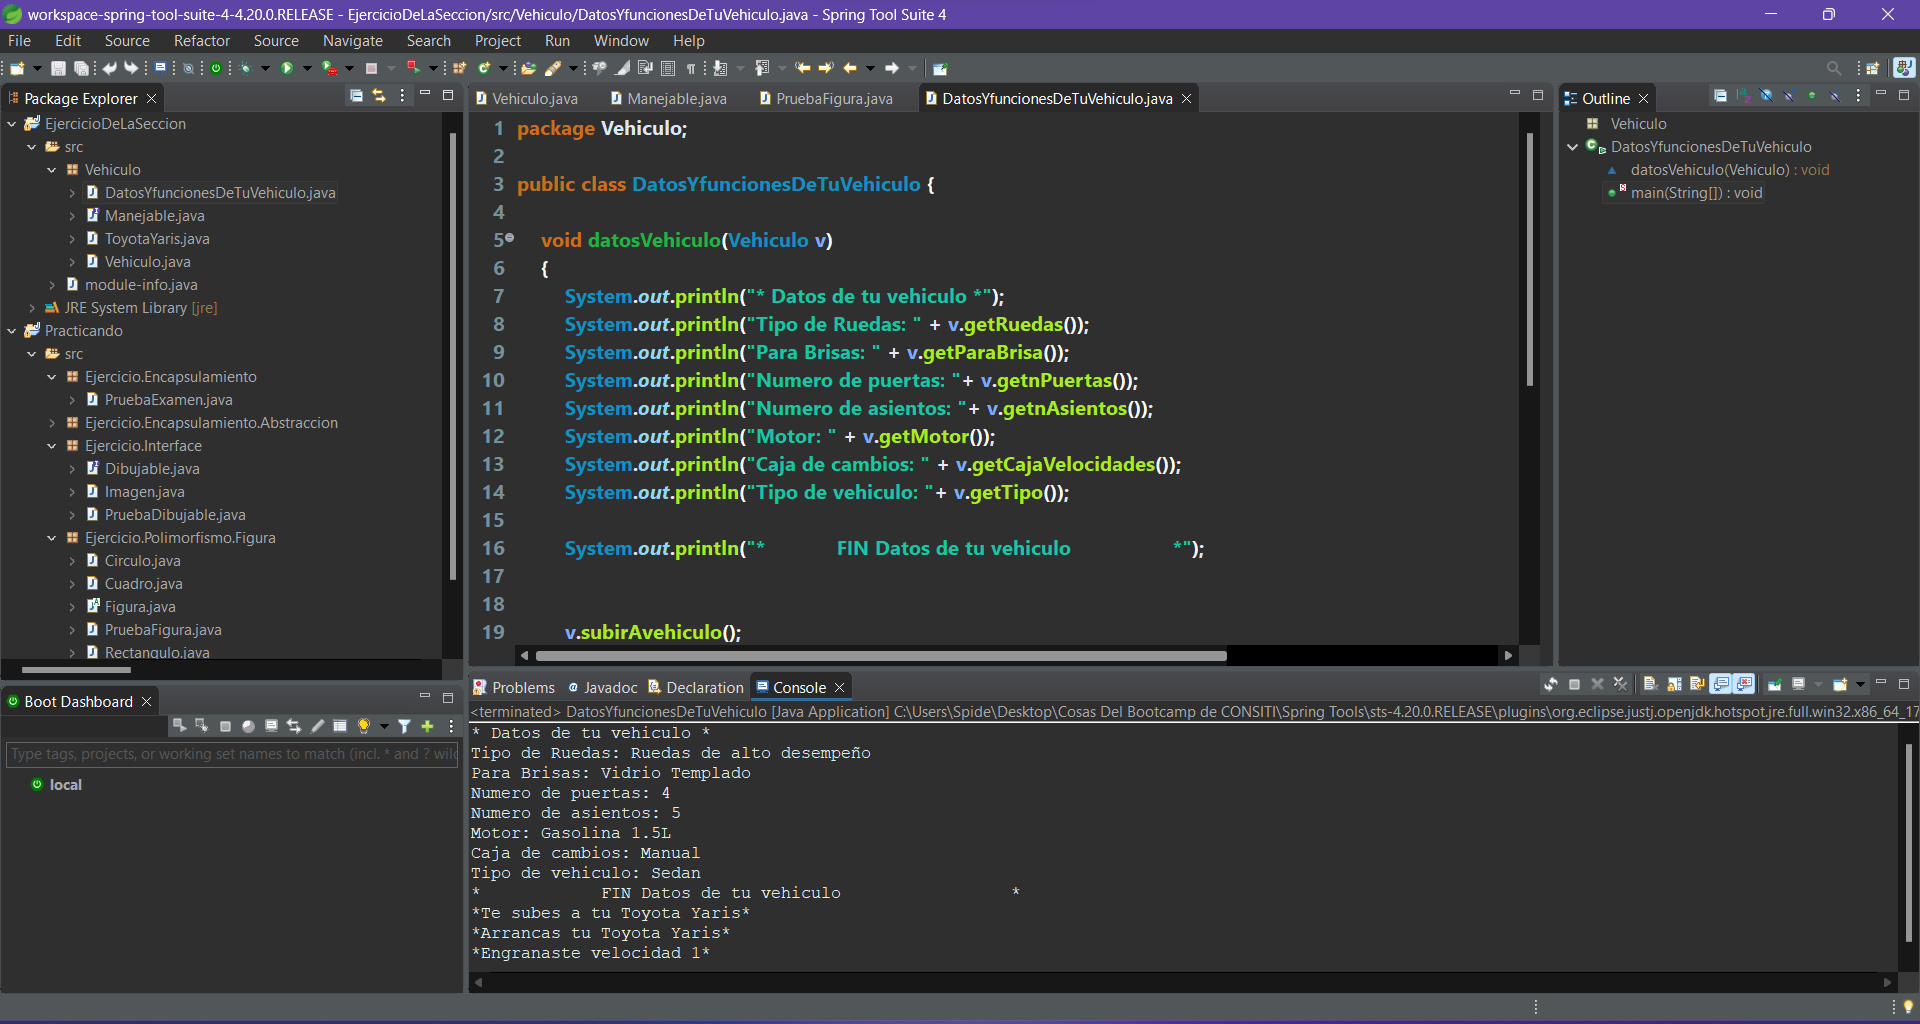 workspace-spring-tool-suite-4-4.20.0.RELEASE - EjercicioDeLaSeccion/src/Vehiculo/DatosYfuncionesDeTuVehiculo.java - Spring Tool Suite 4
File Edit Source Refactor Source Navigate Search Project Run Window Help
Package Explorer
EjercicioDeLaSeccion
src
Vehiculo
DatosYfuncionesDeTuVehiculo.java
Manejable.java
ToyotaYaris.java
Vehiculo.java
module-info.java
JRE System Library [jre]
Practicando
src
Ejercicio.Encapsulamiento
PruebaExamen.java
Ejercicio.Encapsulamiento.Abstraccion
Ejercicio.Interface
Dibujable.java
Imagen.java
PruebaDibujable.java
Ejercicio.Polimorfismo.Figura
Circulo.java
Cuadro.java
Figura.java
PruebaFigura.java
Rectangulo.java
Vehiculo.java Manejable.java PruebaFigura.java DatosYfuncionesDeTuVehiculo.java
1 package Vehiculo;
2
3 public class DatosYfuncionesDeTuVehiculo {
4
5 void datosVehiculo(Vehiculo v)
6 {
7 System.out.println("* Datos de tu vehiculo *");
8 System.out.println("Tipo de Ruedas: " + v.getRuedas());
9 System.out.println("Para Brisas: " + v.getParaBrisa());
10 System.out.println("Numero de puertas: "+ v.getnPuertas());
11 System.out.println("Numero de asientos: "+ v.getnAsientos());
12 System.out.println("Motor: " + v.getMotor());
13 System.out.println("Caja de cambios: " + v.getCajaVelocidades());
14 System.out.println("Tipo de vehiculo: "+ v.getTipo());
15
16 System.out.println("* FIN Datos de tu vehiculo *");
17
18
19 v.subirAvehiculo();
Outline
Vehiculo
DatosYfuncionesDeTuVehiculo
datosVehiculo(Vehiculo) : void
main(String[]) : void
Boot Dashboard
Type tags, projects, or working set names to match (incl. * and ? wil
local
Problems Javadoc Declaration Console
<terminated> DatosYfuncionesDeTuVehiculo [Java Application] C:\Users\Spide\Desktop\Cosas Del Bootcamp de CONSITI\Spring Tools\sts-4.20.0.RELEASE\plugins\org.eclipse.justj.openjdk.hotspot.jre.full.win32.x86_64_17
* Datos de tu vehiculo *
Tipo de Ruedas: Ruedas de alto desempeño
Para Brisas: Vidrio Templado
Numero de puertas: 4
Numero de asientos: 5
Motor: Gasolina 1.5L
Caja de cambios: Manual
Tipo de vehiculo: Sedan
* FIN Datos de tu vehiculo *
*Te subes a tu Toyota Yaris*
*Arrancas tu Toyota Yaris*
*Engranaste velocidad 1*